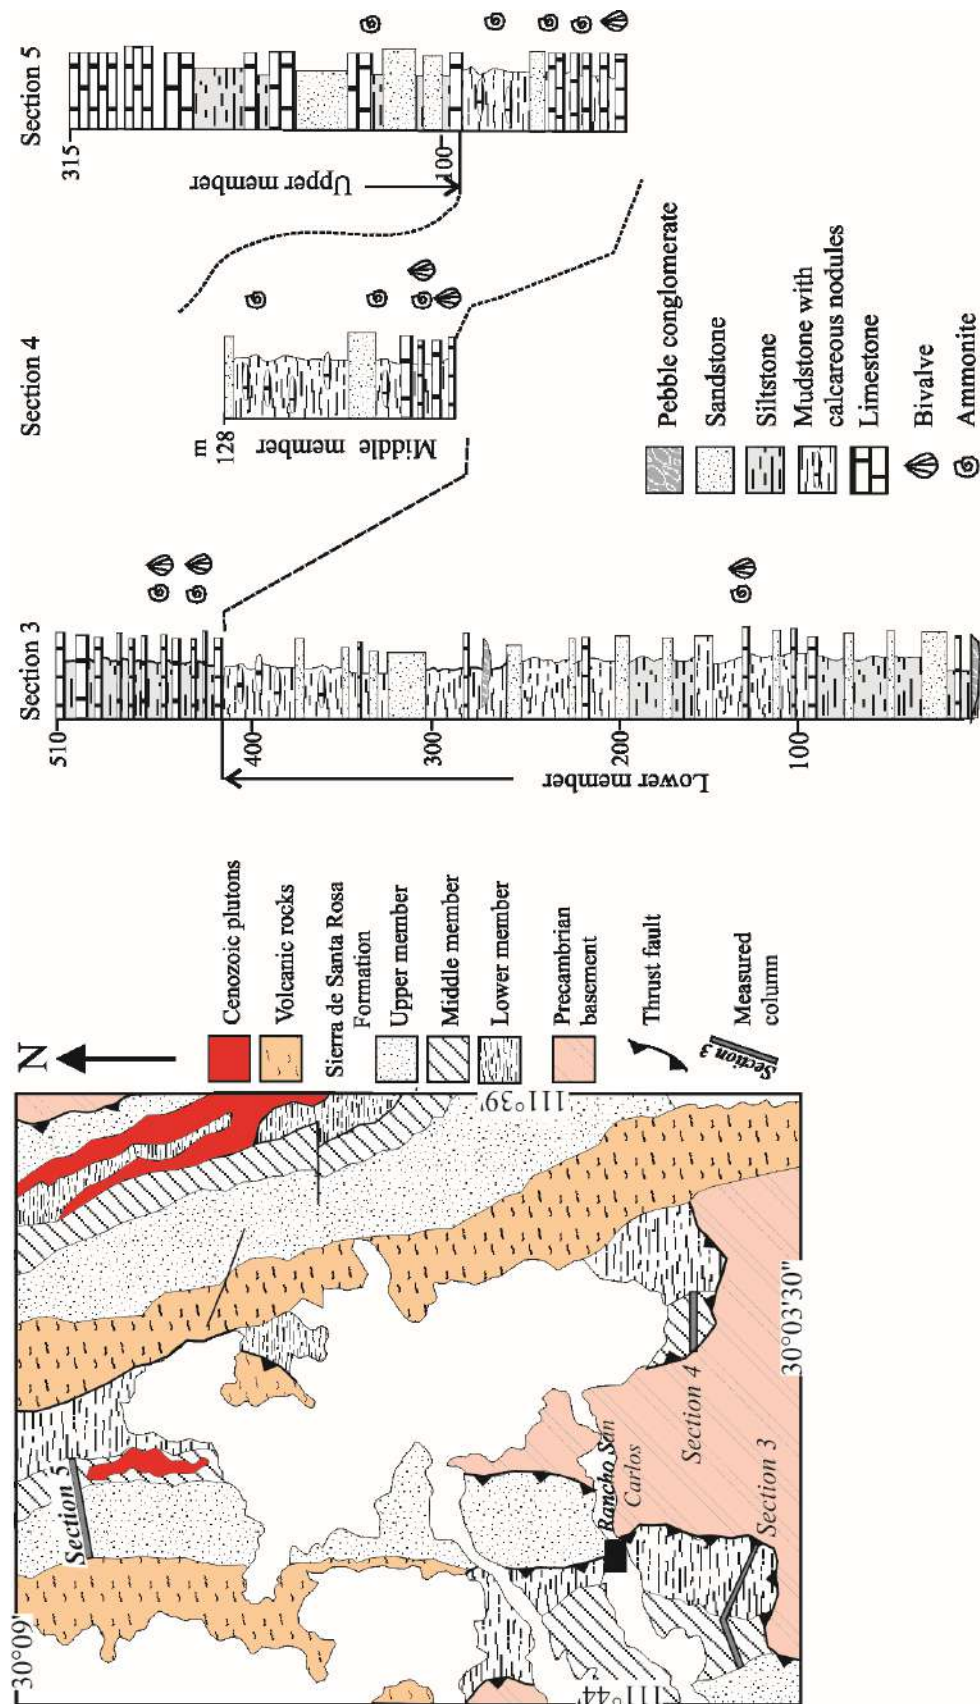 30°09'
111°44'
111°39'
30°03'30"
Section 5
Rancho San
Carlos
Section 4
Section 3
N
Cenozoic plutons
Volcanic rocks
Sierra de Santa Rosa
Formation
Upper member
Middle member
Lower member
Precambrian
basement
Thrust fault
Section 3
Measured
column
Section 3
510
400
300
200
100
Lower member
Section 4
m
128
Middle member
Section 5
315
100
Upper member
Pebble conglomerate
Sandstone
Siltstone
Mudstone with
calcareous nodules
Limestone
Bivalve
Ammonite